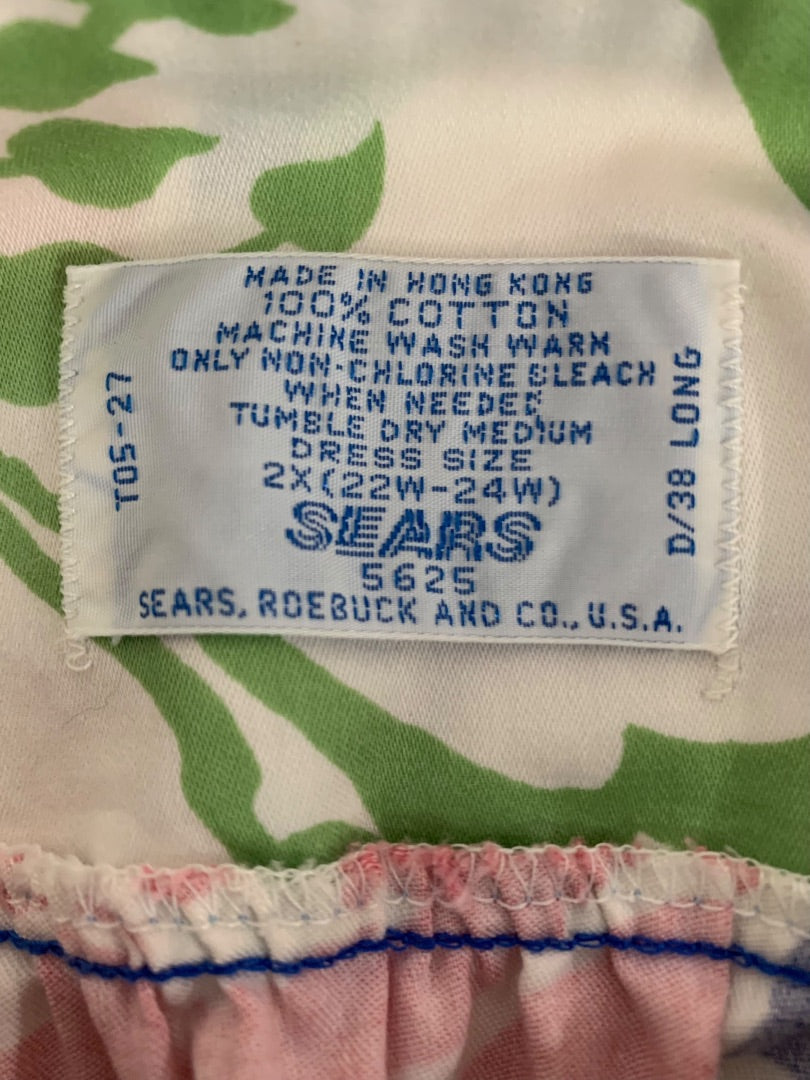 MADE IN HONG KONG
100% COTTON
MACHINE WASH WARM
ONLY NON-CHLORINE BLEACH
WHEN NEEDED
TUMBLE DRY MEDIUM
DRESS SIZE
2X(22W-24W)
SEARS
5625
SEARS, ROEBUCK AND CO., U.S.A.
T05-27
D/38 LONG